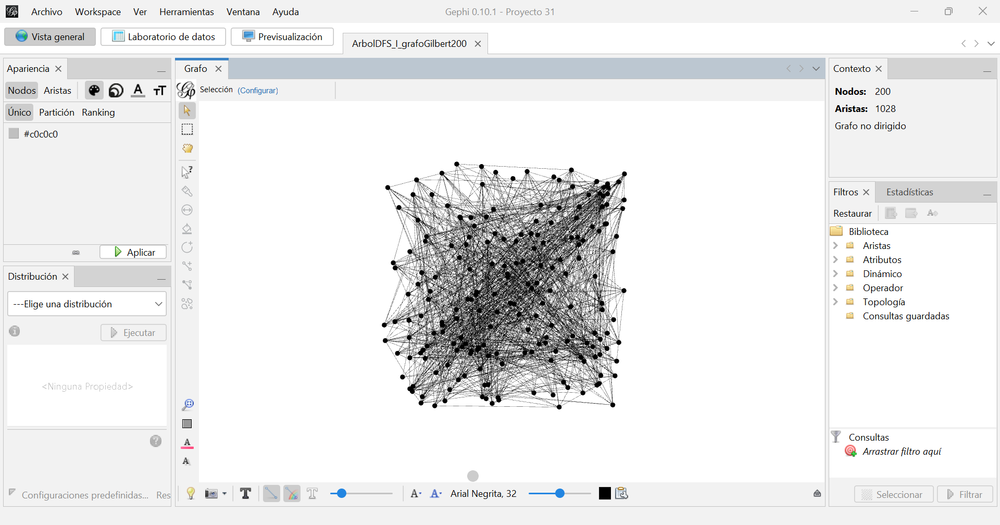 Archivo Workspace Ver Herramientas Ventana Ayuda
Gephi 0.10.1 - Proyecto 31
Vista general
Laboratorio de datos
Previsualización
ArbolDFS_I_grafoGilbert200
Apariencia
Nodos Aristas
Único Partición Ranking
#c0c0c0
Aplicar
Distribución
---Elige una distribución
Ejecutar
<Ninguna Propiedad>
Configuraciones predefinidas... Res
Grafo
Selección (Configurar)
Arial Negrita, 32
Contexto
Nodos: 200
Aristas: 1028
Grafo no dirigido
Filtros
Estadísticas
Restaurar
Biblioteca
Aristas
Atributos
Dinámico
Operador
Topología
Consultas guardadas
Consultas
Arrastrar filtro aquí
Seleccionar
Filtrar